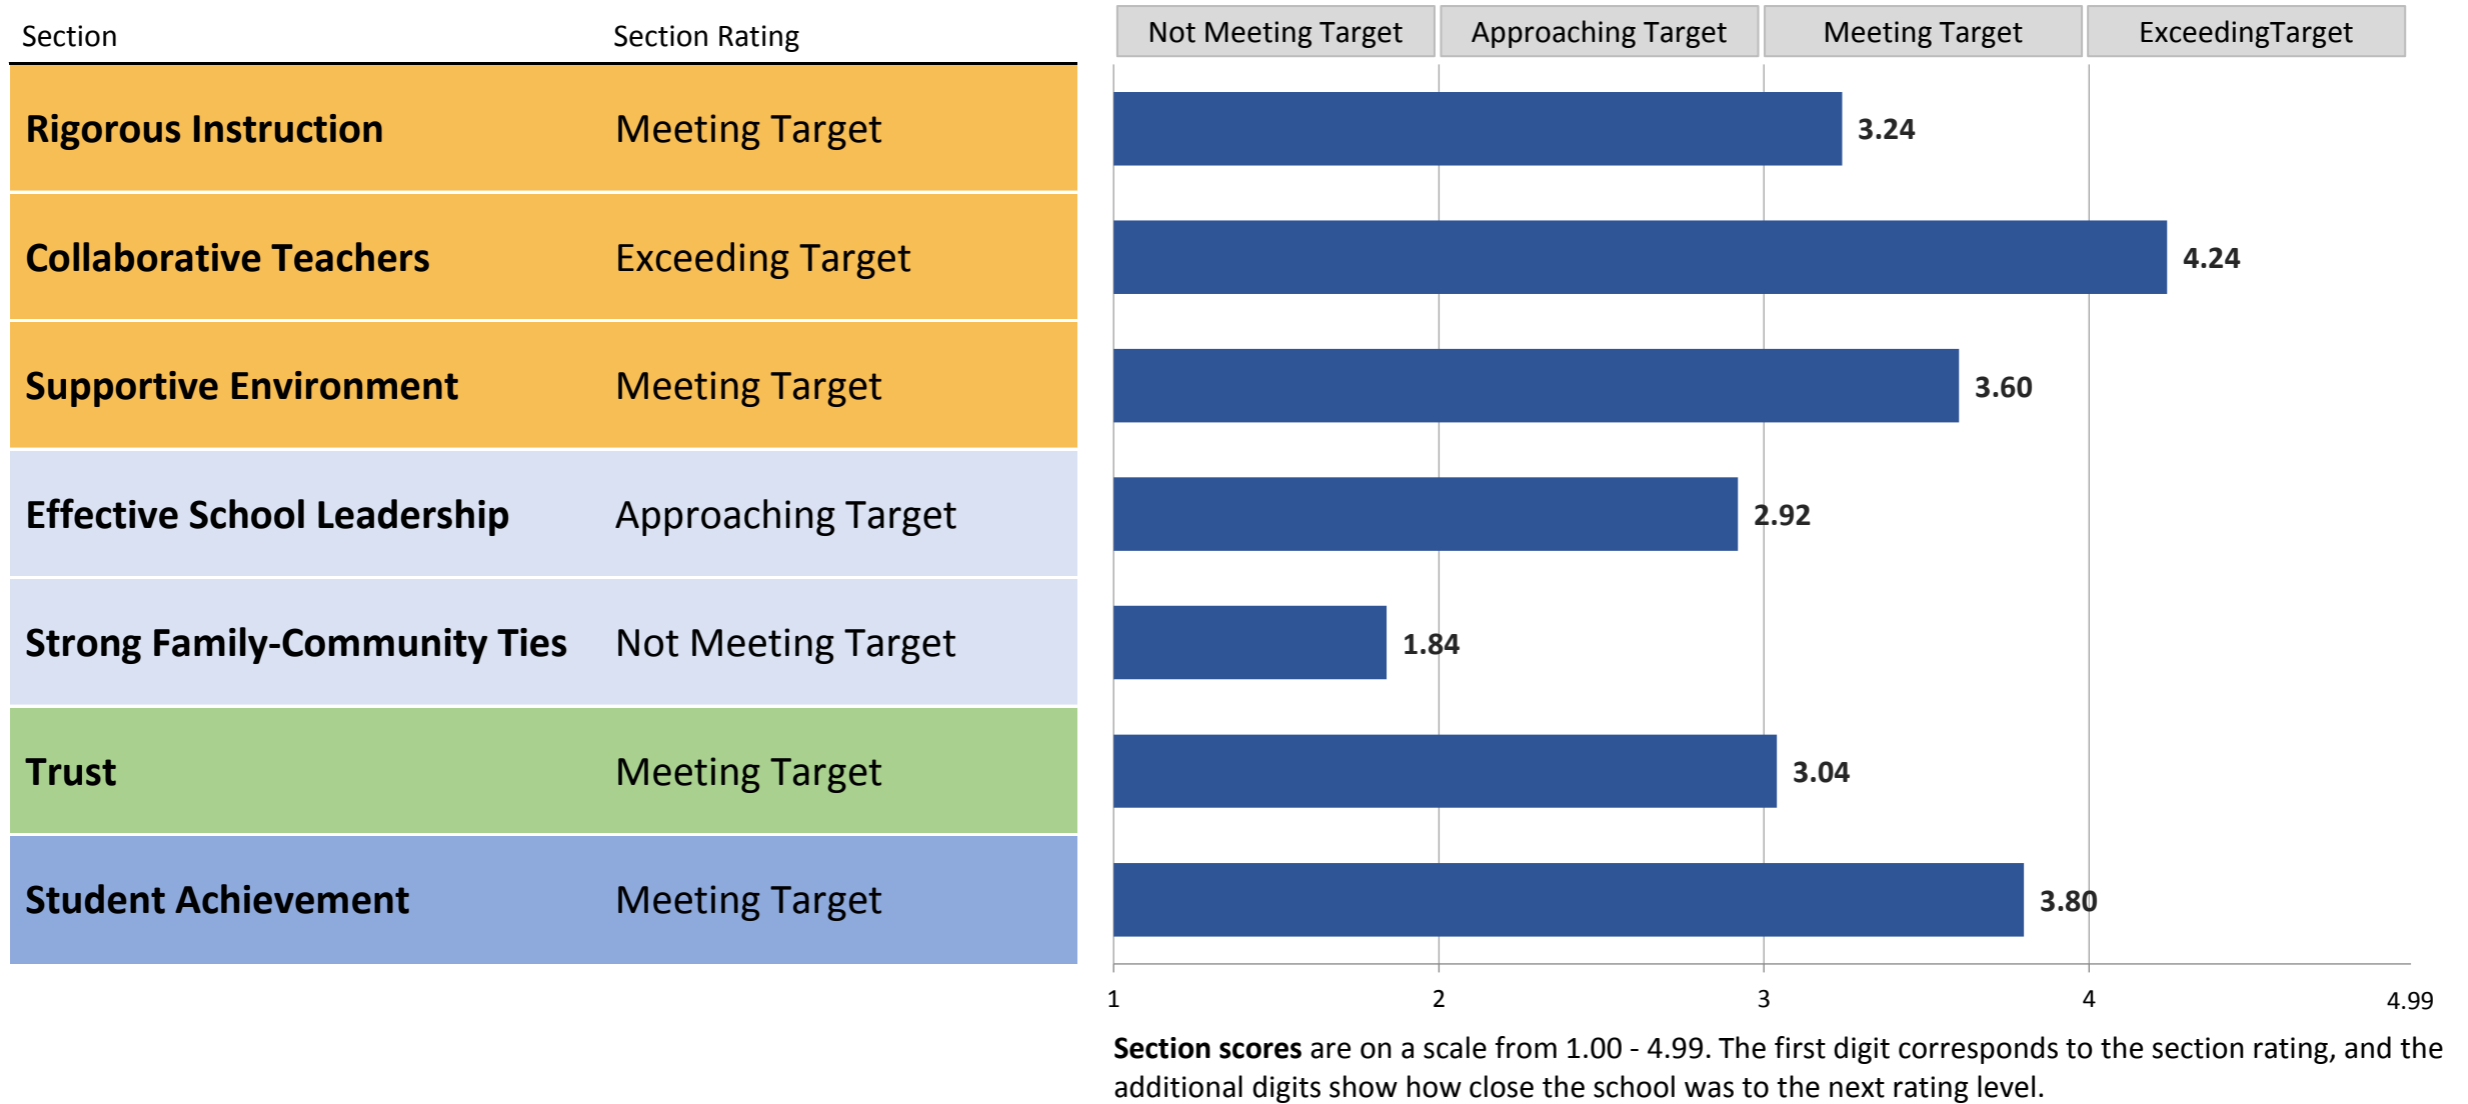 Section Section Rating Not Meeting Target Approaching Target Meeting Target ExceedingTarget
Rigorous Instruction Meeting Target 3.24
Collaborative Teachers Exceeding Target 4.24
Supportive Environment Meeting Target 3.60
Effective School Leadership Approaching Target 2.92
Strong Family-Community Ties Not Meeting Target 1.84
Trust Meeting Target 3.04
Student Achievement Meeting Target 3.80
1 2 3 4 4.99
Section scores are on a scale from 1.00 - 4.99. The first digit corresponds to the section rating, and the
additional digits show how close the school was to the next rating level.